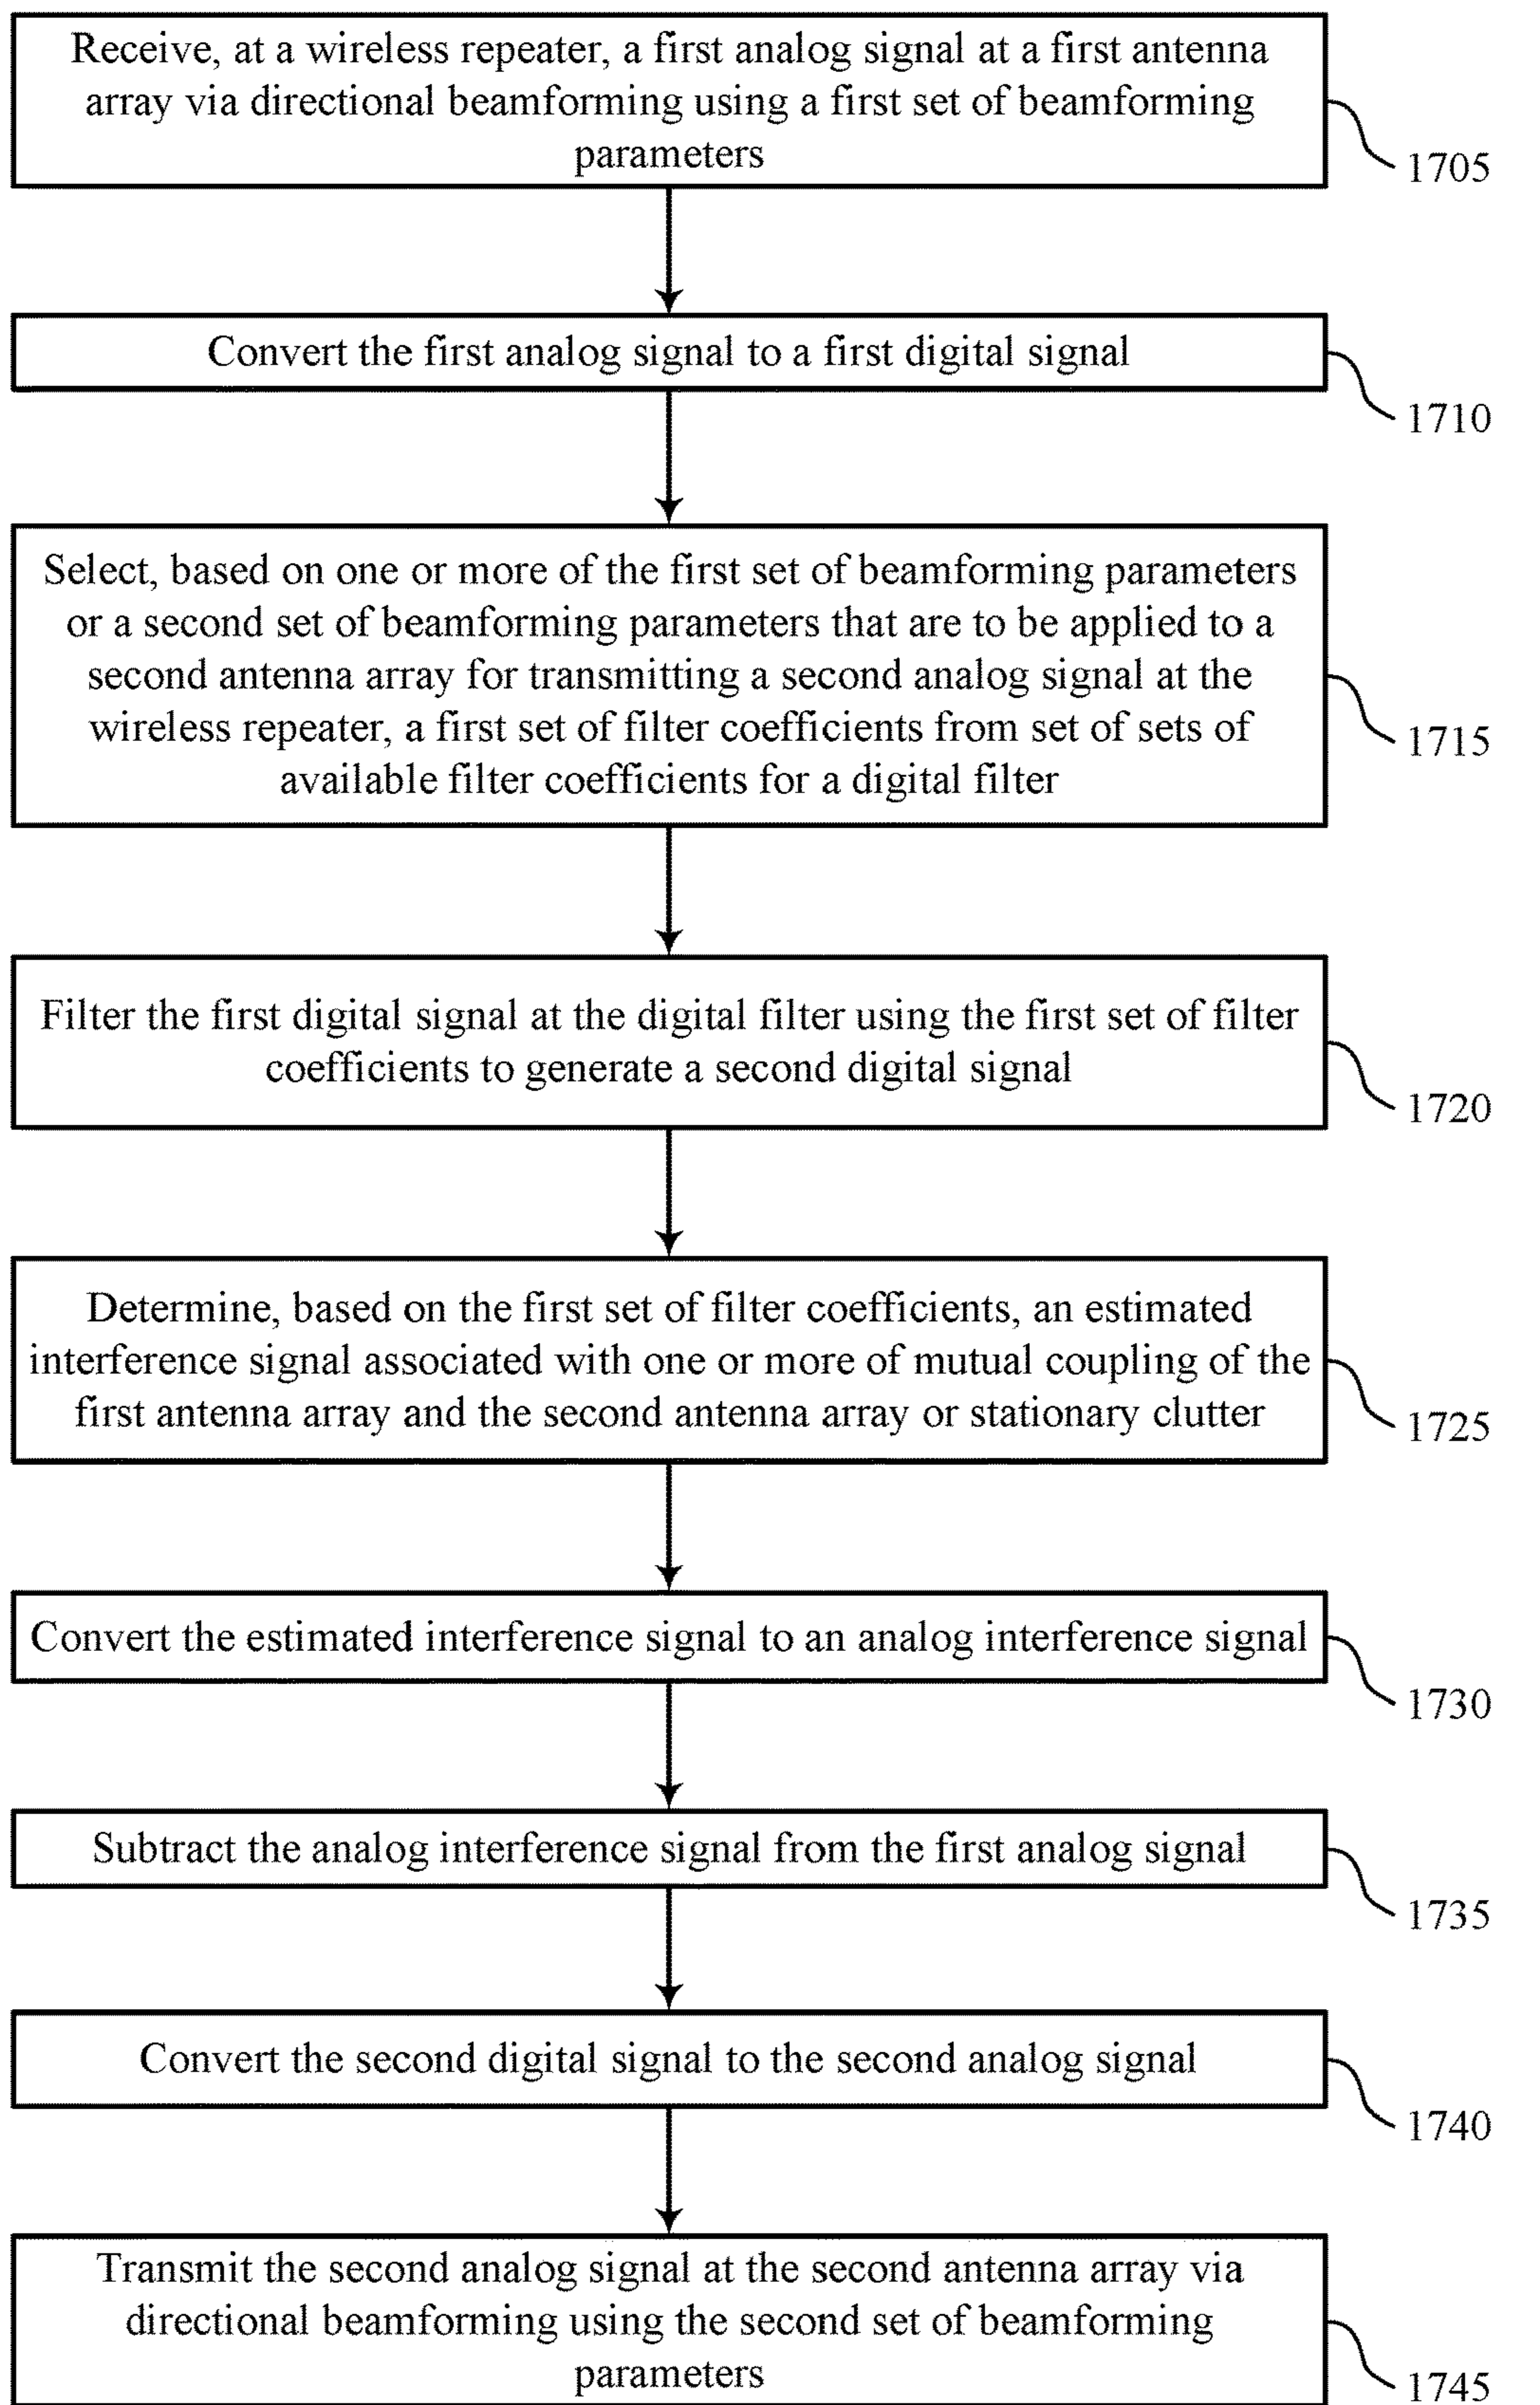 Receive, at a wireless repeater, a first analog signal at a first antenna
array via directional beamforming using a first set of beamforming
parameters
1705
Convert the first analog signal to a first digital signal
1710
Select, based on one or more of the first set of beamforming parameters
or a second set of beamforming parameters that are to be applied to a
second antenna array for transmitting a second analog signal at the
wireless repeater, a first set of filter coefficients from set of sets of
available filter coefficients for a digital filter
1715
Filter the first digital signal at the digital filter using the first set of filter
coefficients to generate a second digital signal
1720
Determine, based on the first set of filter coefficients, an estimated
interference signal associated with one or more of mutual coupling of the
first antenna array and the second antenna array or stationary clutter
1725
Convert the estimated interference signal to an analog interference signal
1730
Subtract the analog interference signal from the first analog signal
1735
Convert the second digital signal to the second analog signal
1740
Transmit the second analog signal at the second antenna array via
directional beamforming using the second set of beamforming
parameters
1745